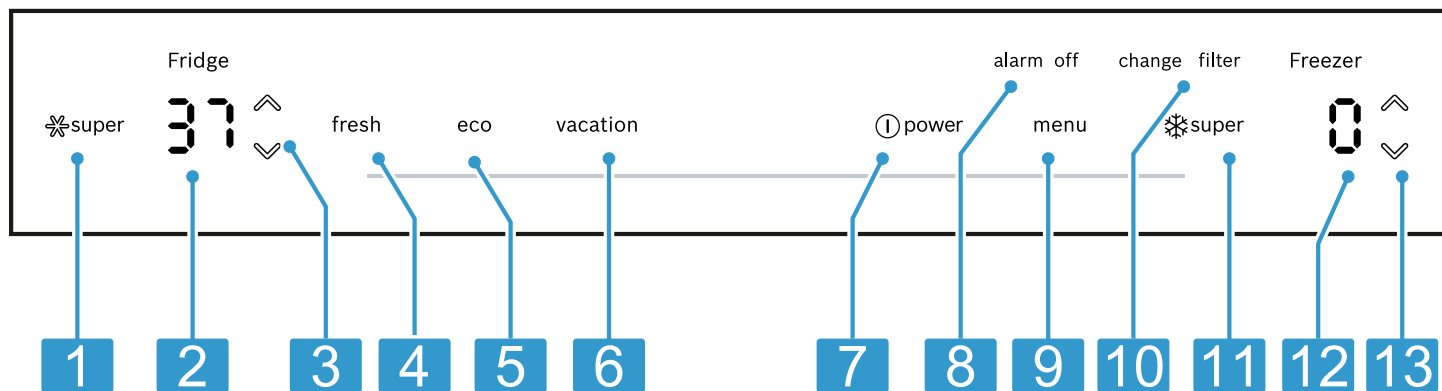 Fridge
alarm off
change filter
Freezer
super
37
fresh
eco
vacation
power
menu
super
0
1 2 3 4 5 6 7 8 9 10 11 12 13